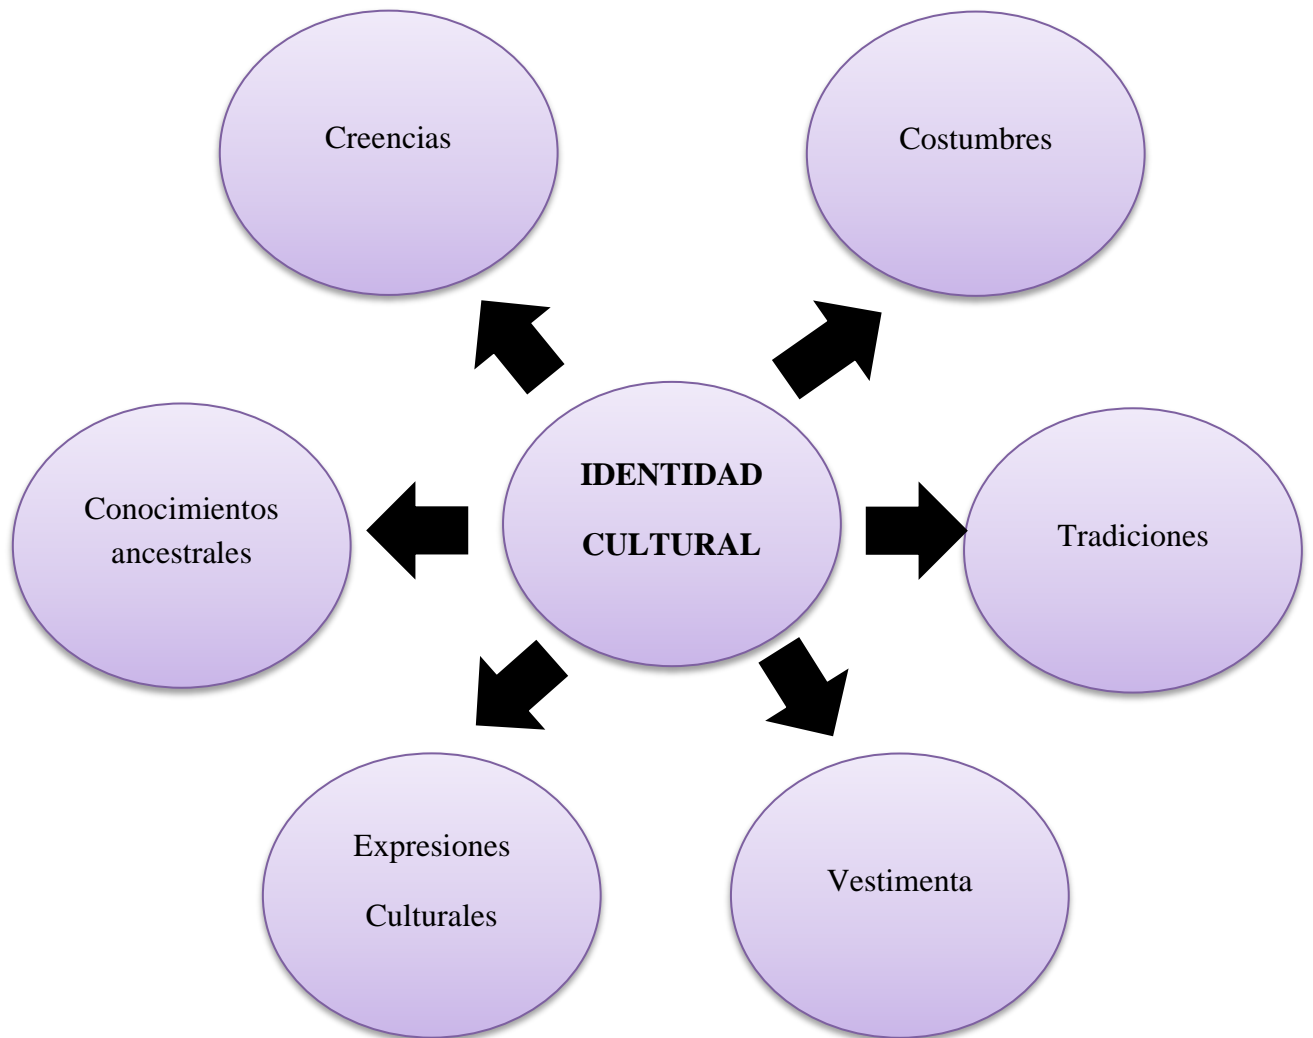 Creencias
Costumbres
IDENTIDAD
CULTURAL
Conocimientos
ancestrales
Tradiciones
Expresiones
Culturales
Vestimenta